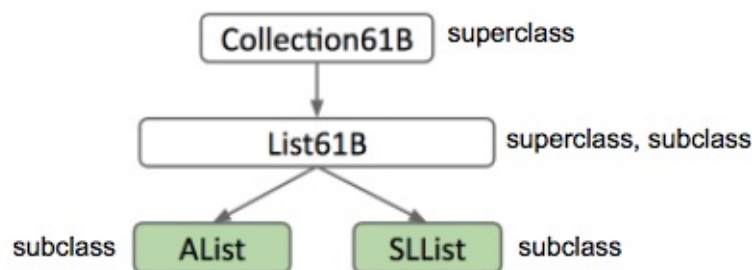 Collection61B superclass
List61B superclass, subclass
subclass AList SLList subclass